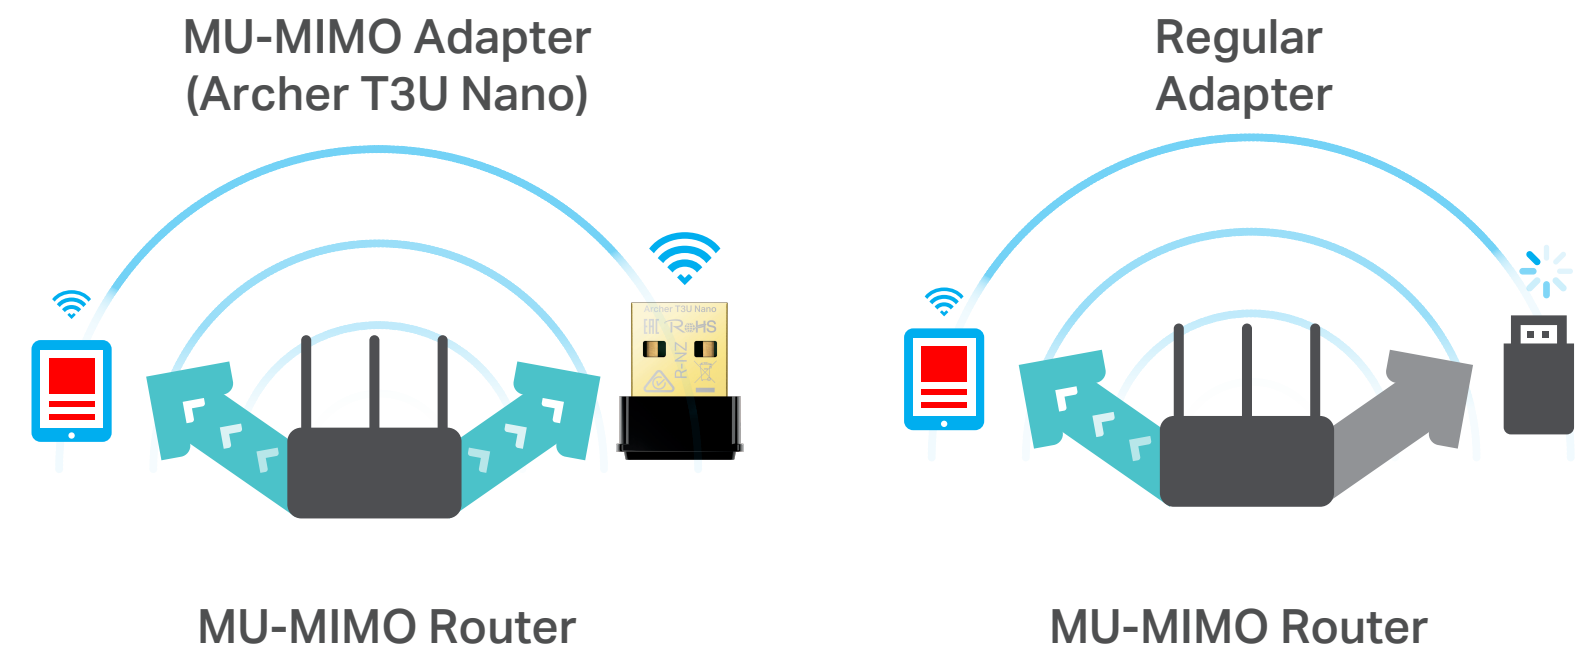 MU-MIMO Adapter
(Archer T3U Nano)
Regular
Adapter
Archer T3U Nano
EAC RoHS
R-NZ
MU-MIMO Router
MU-MIMO Router